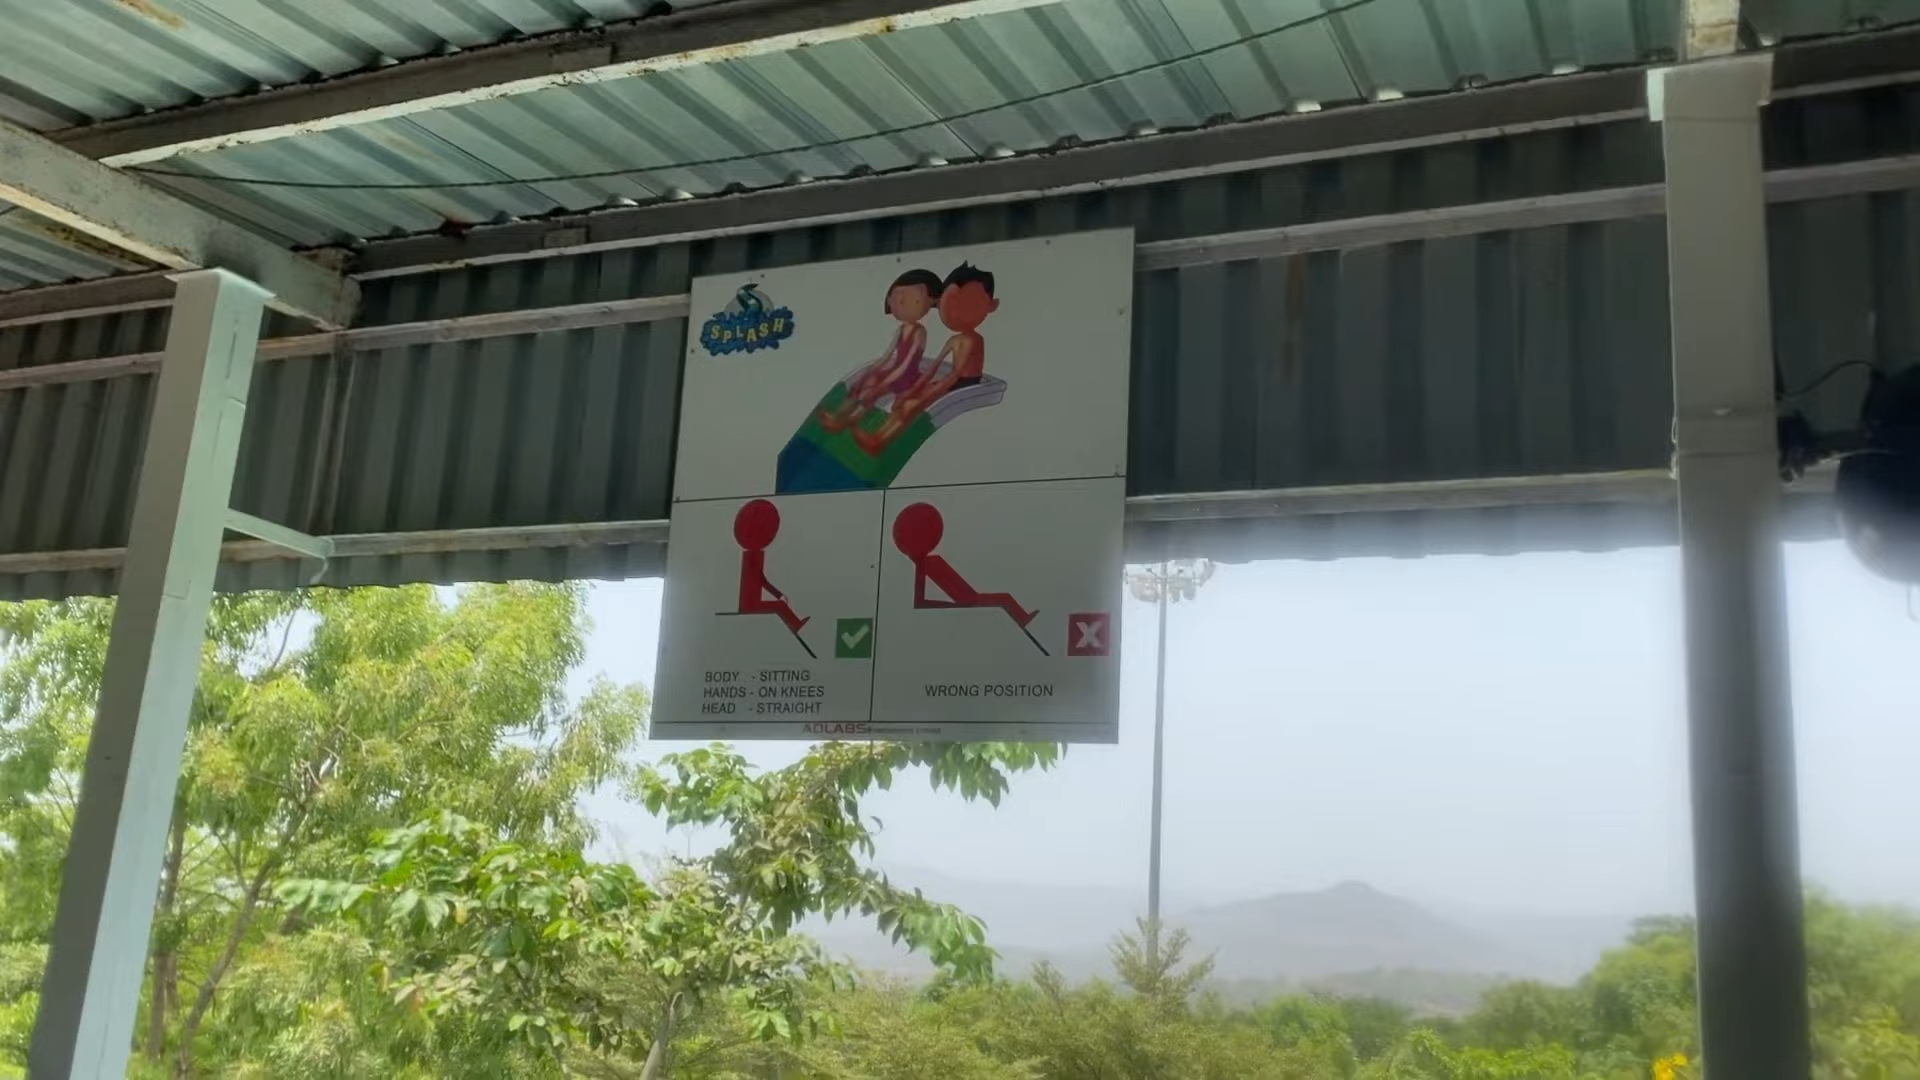 SPLASH
BODY - SITTING
HANDS - ON KNEES
HEAD - STRAIGHT
WRONG POSITION
ADLABS